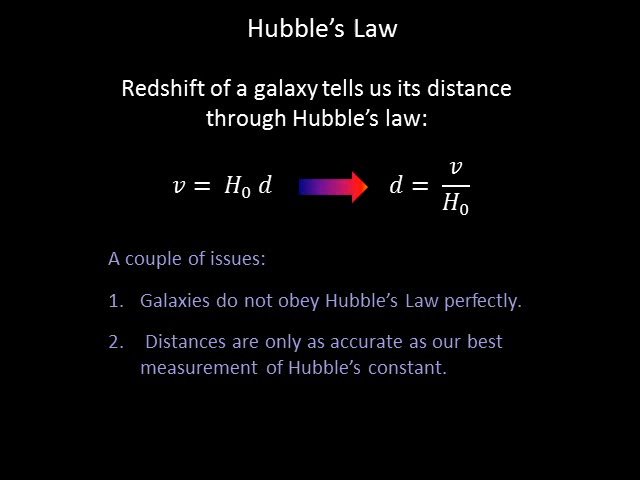 Hubble’s Law
Redshift of a galaxy tells us its distance
through Hubble’s law:
v = H₀ d d = v/H₀
A couple of issues:
1. Galaxies do not obey Hubble’s Law perfectly.
2. Distances are only as accurate as our best
measurement of Hubble’s constant.